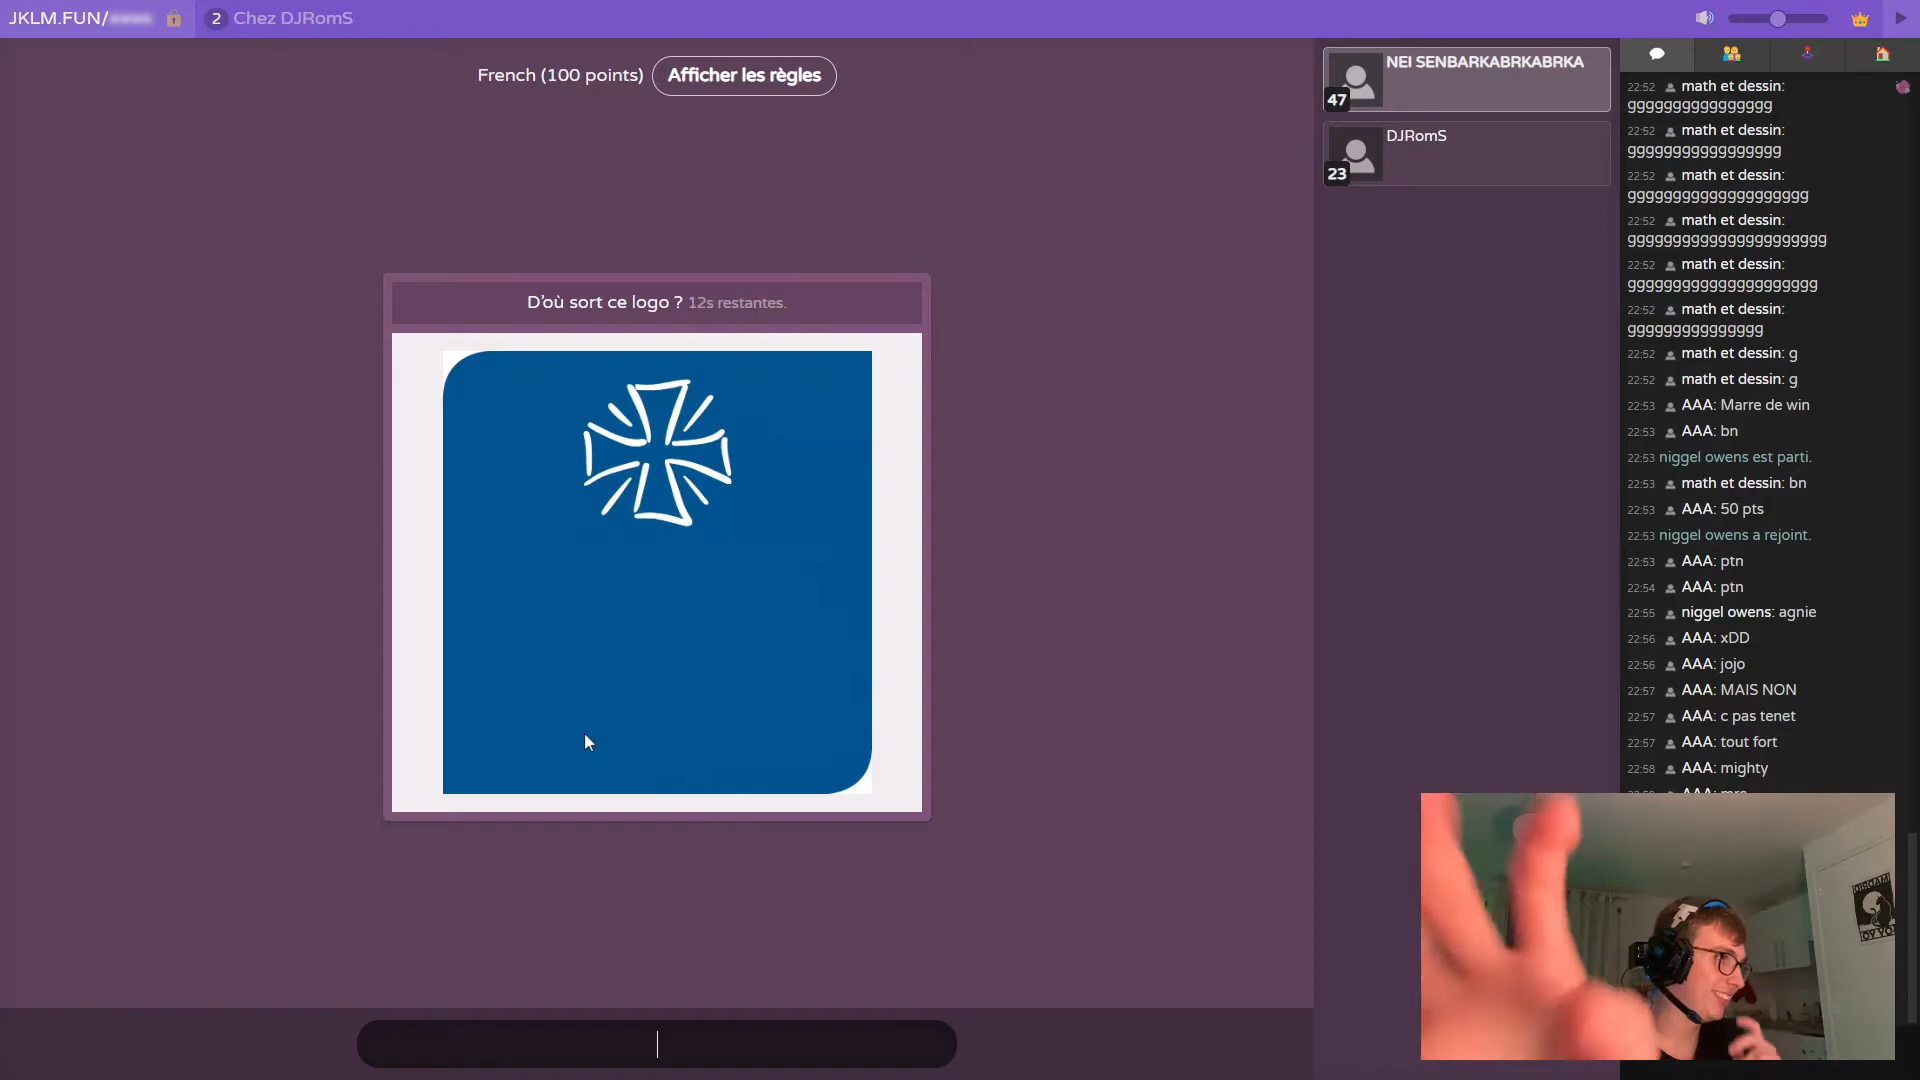 JKLM.FUN/
2 Chez DJRomS
French (100 points) Afficher les règles
D'où sort ce logo ? 12s restantes.
NEI SENBARKABRKABRKA
47
DJRomS
23
22:52 math et dessin:
gggggggggggggggg
22:52 math et dessin:
ggggggggggggggggg
22:52 math et dessin:
gggggggggggggggggggg
22:52 math et dessin:
gggggggggggggggggggggg
22:52 math et dessin:
ggggggggggggggggggggg
22:52 math et dessin:
ggggggggggggggg
22:52 math et dessin: g
22:52 math et dessin: g
22:53 AAA: Marre de win
22:53 AAA: bn
22:53 niggel owens est parti.
22:53 math et dessin: bn
22:53 AAA: 50 pts
22:53 niggel owens a rejoint.
22:53 AAA: ptn
22:54 AAA: ptn
22:55 niggel owens: agnie
22:56 AAA: xDD
22:56 AAA: jojo
22:57 AAA: MAIS NON
22:57 AAA: c pas tenet
22:57 AAA: tout fort
22:58 AAA: mighty